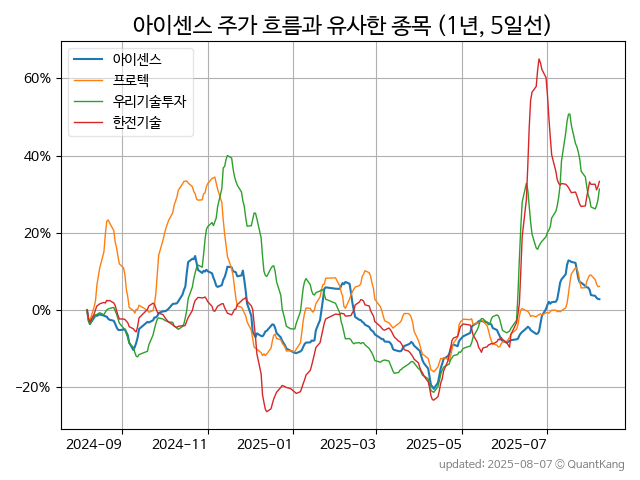 아이센스 주가 흐름과 유사한 종목 (1년, 5일선)
아이센스
프로텍
우리기술투자
한전기술
60%
40%
20%
0%
−20%
2024-09 2024-11 2025-01 2025-03 2025-05 2025-07
updated: 2025-08-07 © QuantKang